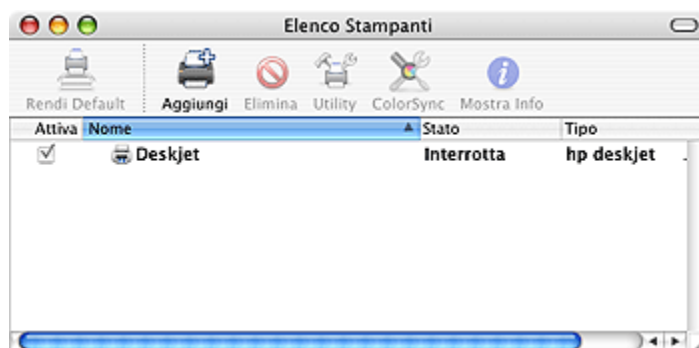 Elenco Stampanti
Rendi Default Aggiungi Elimina Utility ColorSync Mostra Info
Attiva Nome Stato Tipo
Deskjet Interrotta hp deskjet